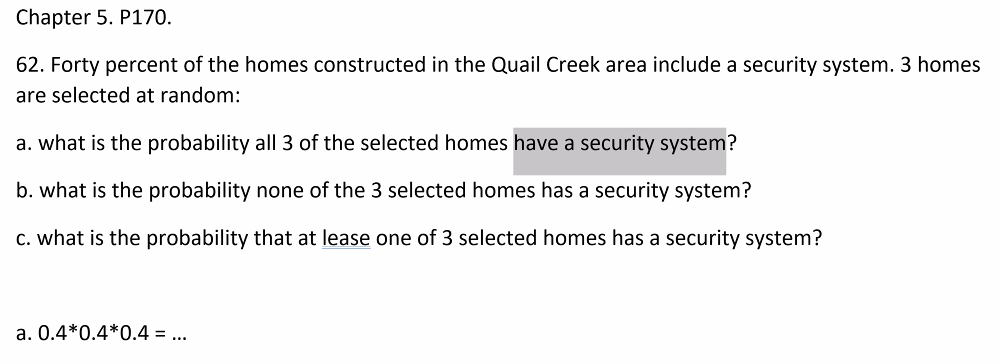 Chapter 5. P170.
62. Forty percent of the homes constructed in the Quail Creek area include a security system. 3 homes
are selected at random:
a. what is the probability all 3 of the selected homes have a security system?
b. what is the probability none of the 3 selected homes has a security system?
c. what is the probability that at lease one of 3 selected homes has a security system?
a. 0.4*0.4*0.4 = ...